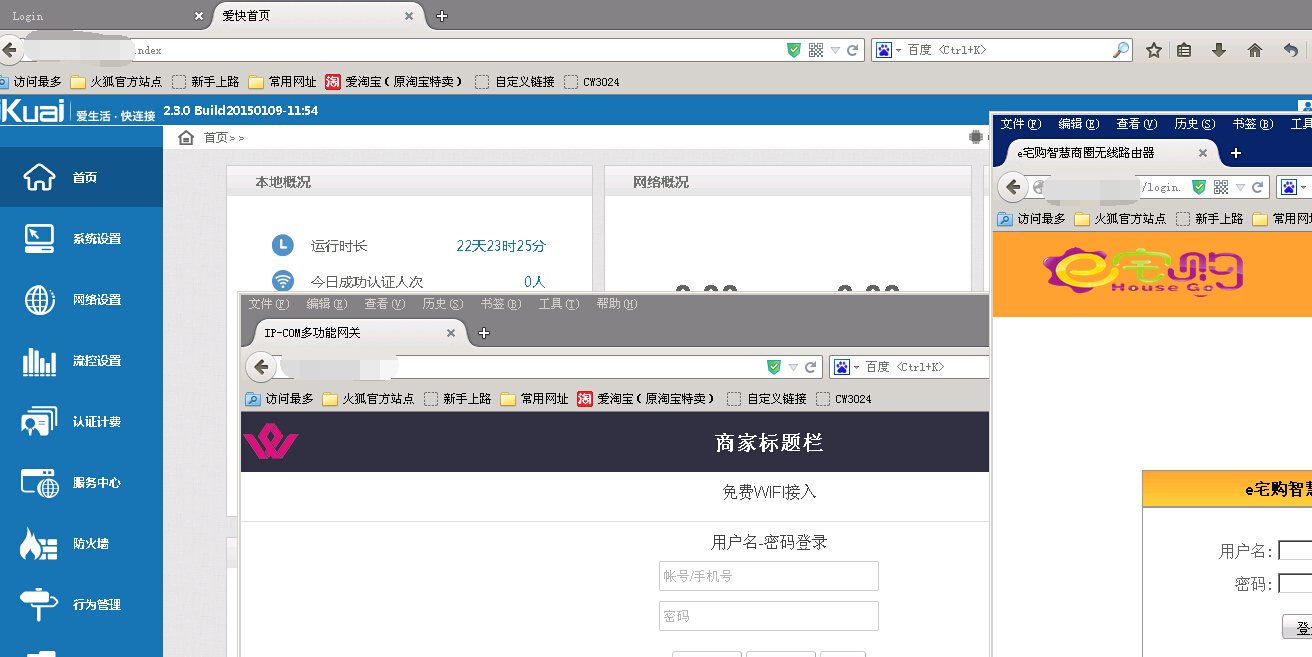 Login
爱快首页
index
百度 <Ctrl+K>
访问最多 火狐官方站点 新手上路 常用网址 淘 爱淘宝（原淘宝特卖） 自定义链接 CW3024
iKuai 爱生活·快连接 2.3.0 Build20150109-11:54
首页>>
首页
系统设置
网络设置
流控设置
认证计费
服务中心
防火墙
行为管理
本地概况
运行时长 22天23时25分
今日成功认证人次 0人
网络概况
文件(F) 编辑(E) 查看(V) 历史(S) 书签(B) 工具(T) 帮助(H)
IP-COM多功能网关
百度 <Ctrl+K>
访问最多 火狐官方站点 新手上路 常用网址 淘 爱淘宝（原淘宝特卖） 自定义链接 CW3024
商家标题栏
免费WIFI接入
用户名-密码登录
帐号/手机号
密码
文件(F) 编辑(E) 查看(V) 历史(S) 书签(B) 工具
e宅购智慧商圈无线路由器
/login.
访问最多 火狐官方站点 新手上路 常用网
e宅购
House Go
e宅购智慧
用户名:
密码:
登